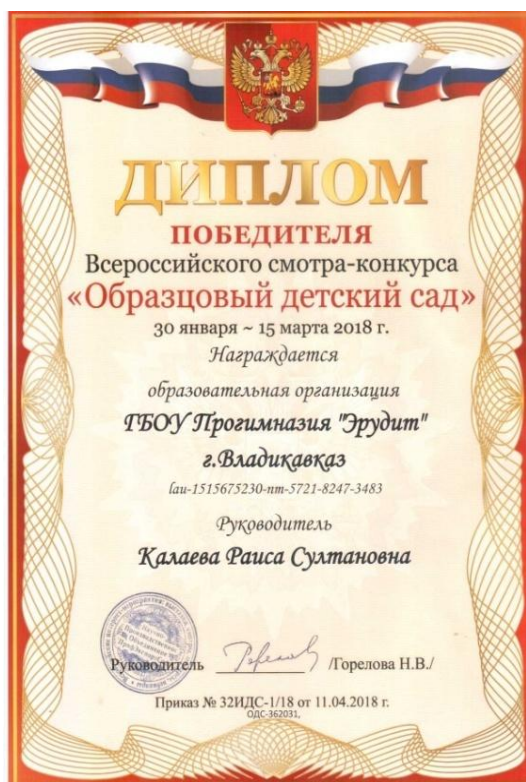 ДИПЛОМ
ПОБЕДИТЕЛЯ
Всероссийского смотра-конкурса
«Образцовый детский сад»
30 января ~ 15 марта 2018 г.
Награждается
образовательная организация
ГБОУ Прогимназия "Эрудит"
г.Владикавказ
lau-1515675230-nm-5721-8247-3483
Руководитель
Калаева Раиса Султановна
Руководитель /Горелова Н.В./
Приказ № 32ИДС-1/18 от 11.04.2018 г.
ОДС-362031,